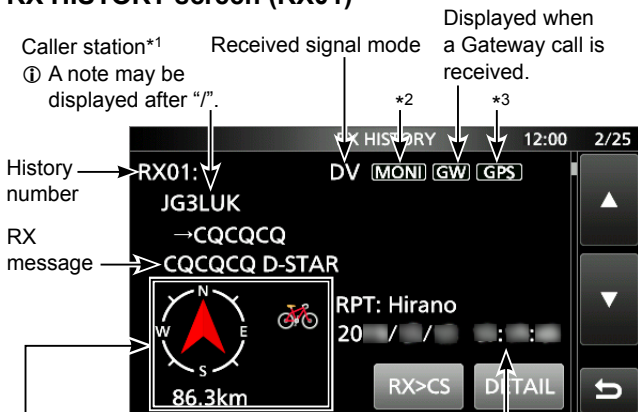 RX HISTORY screen (RX01)
Displayed when
a Gateway call is
received.
Caller station*1
ⓘ A note may be
displayed after “/”.
Received signal mode
*2
*3
RX HISTORY 12:00 2/25
History
number
RX01: DV MONI GW GPS
JG3LUK
→CQCQCQ
RX
message
CQCQCQ D-STAR
N
W E
S
86.3km
RPT: Hirano
20 / / : :
RX>CS DETAIL